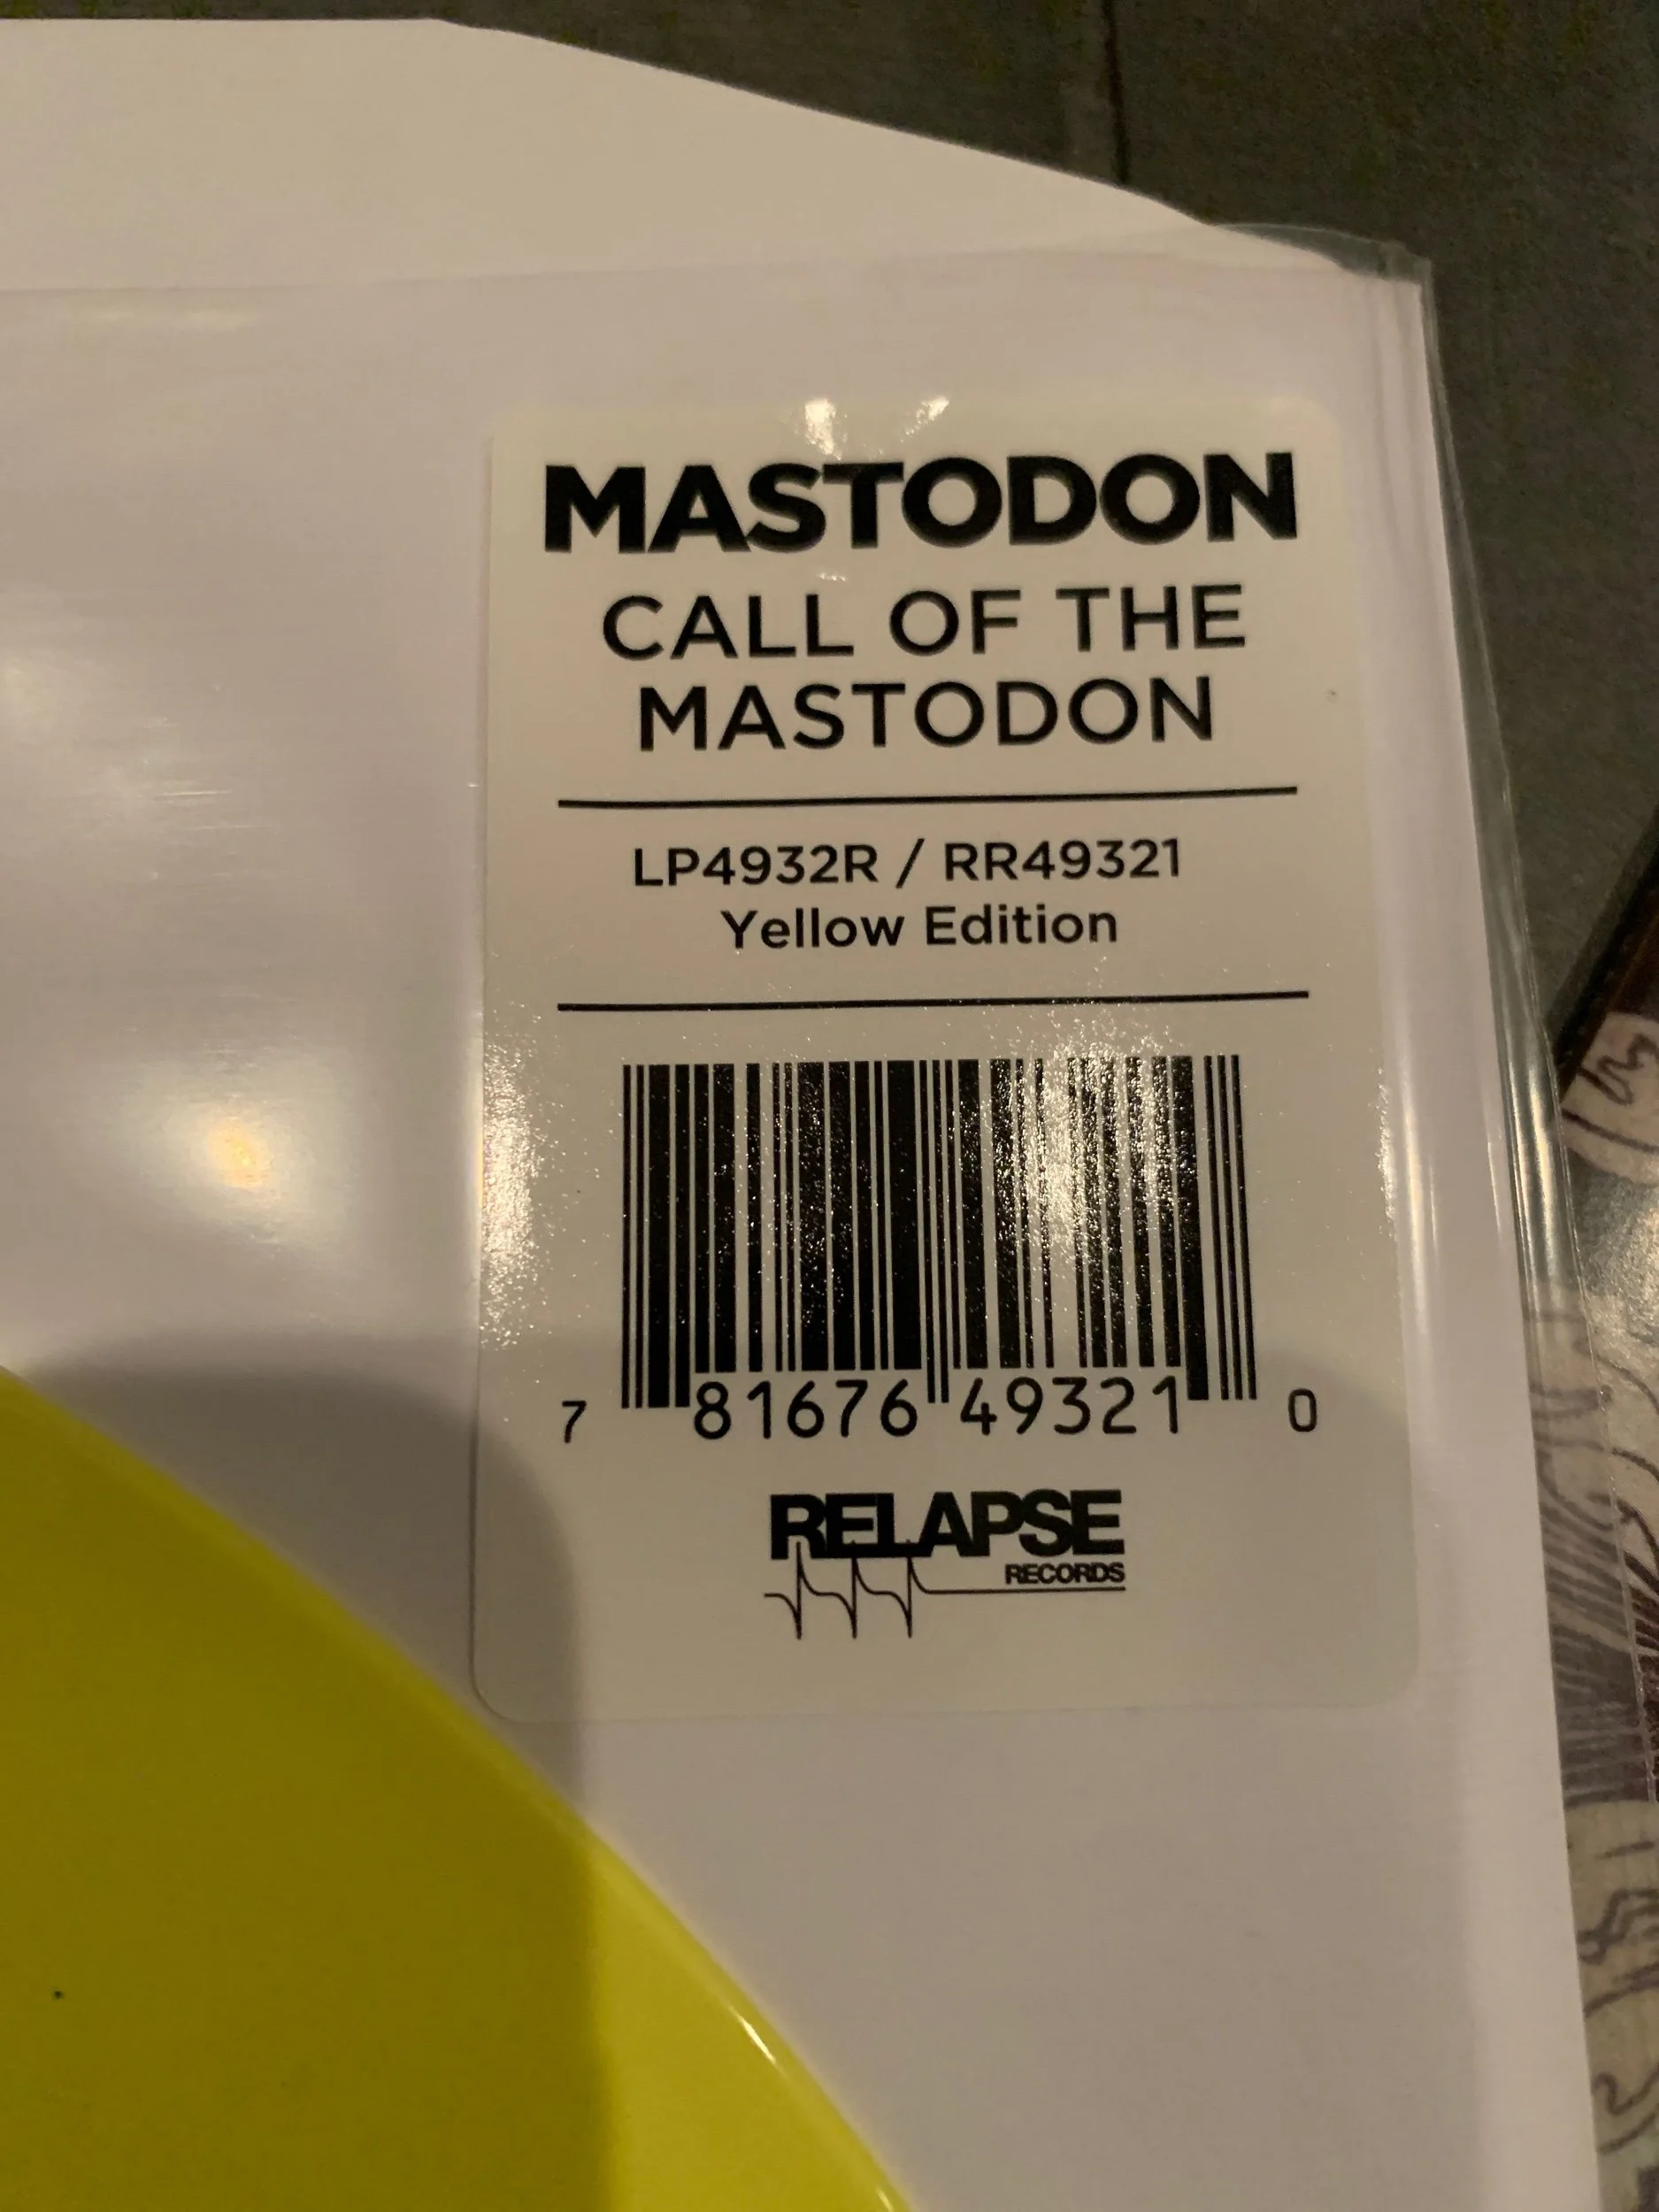 MASTODON
CALL OF THE
MASTODON
LP4932R / RR49321
Yellow Edition
7 81676 49321 0
RELAPSE
RECORDS